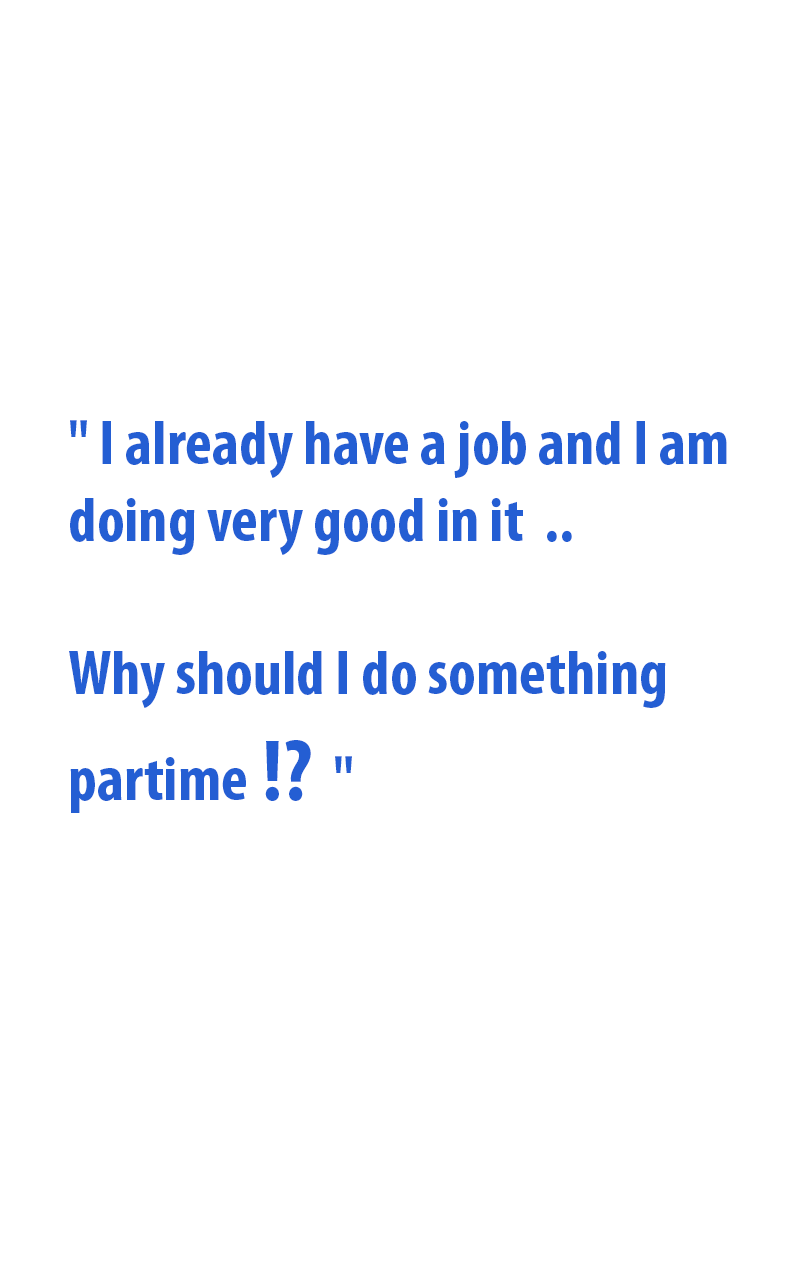 " I already have a job and I am
doing very good in it  ..
Why should I do something
partime !? "